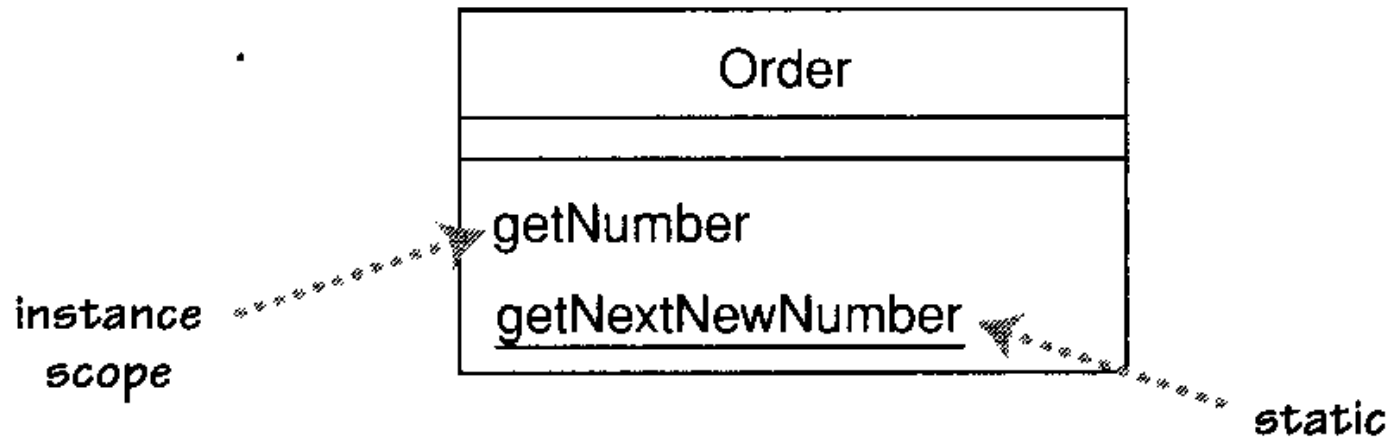 Order
getNumber
instance
scope
getNextNewNumber
static